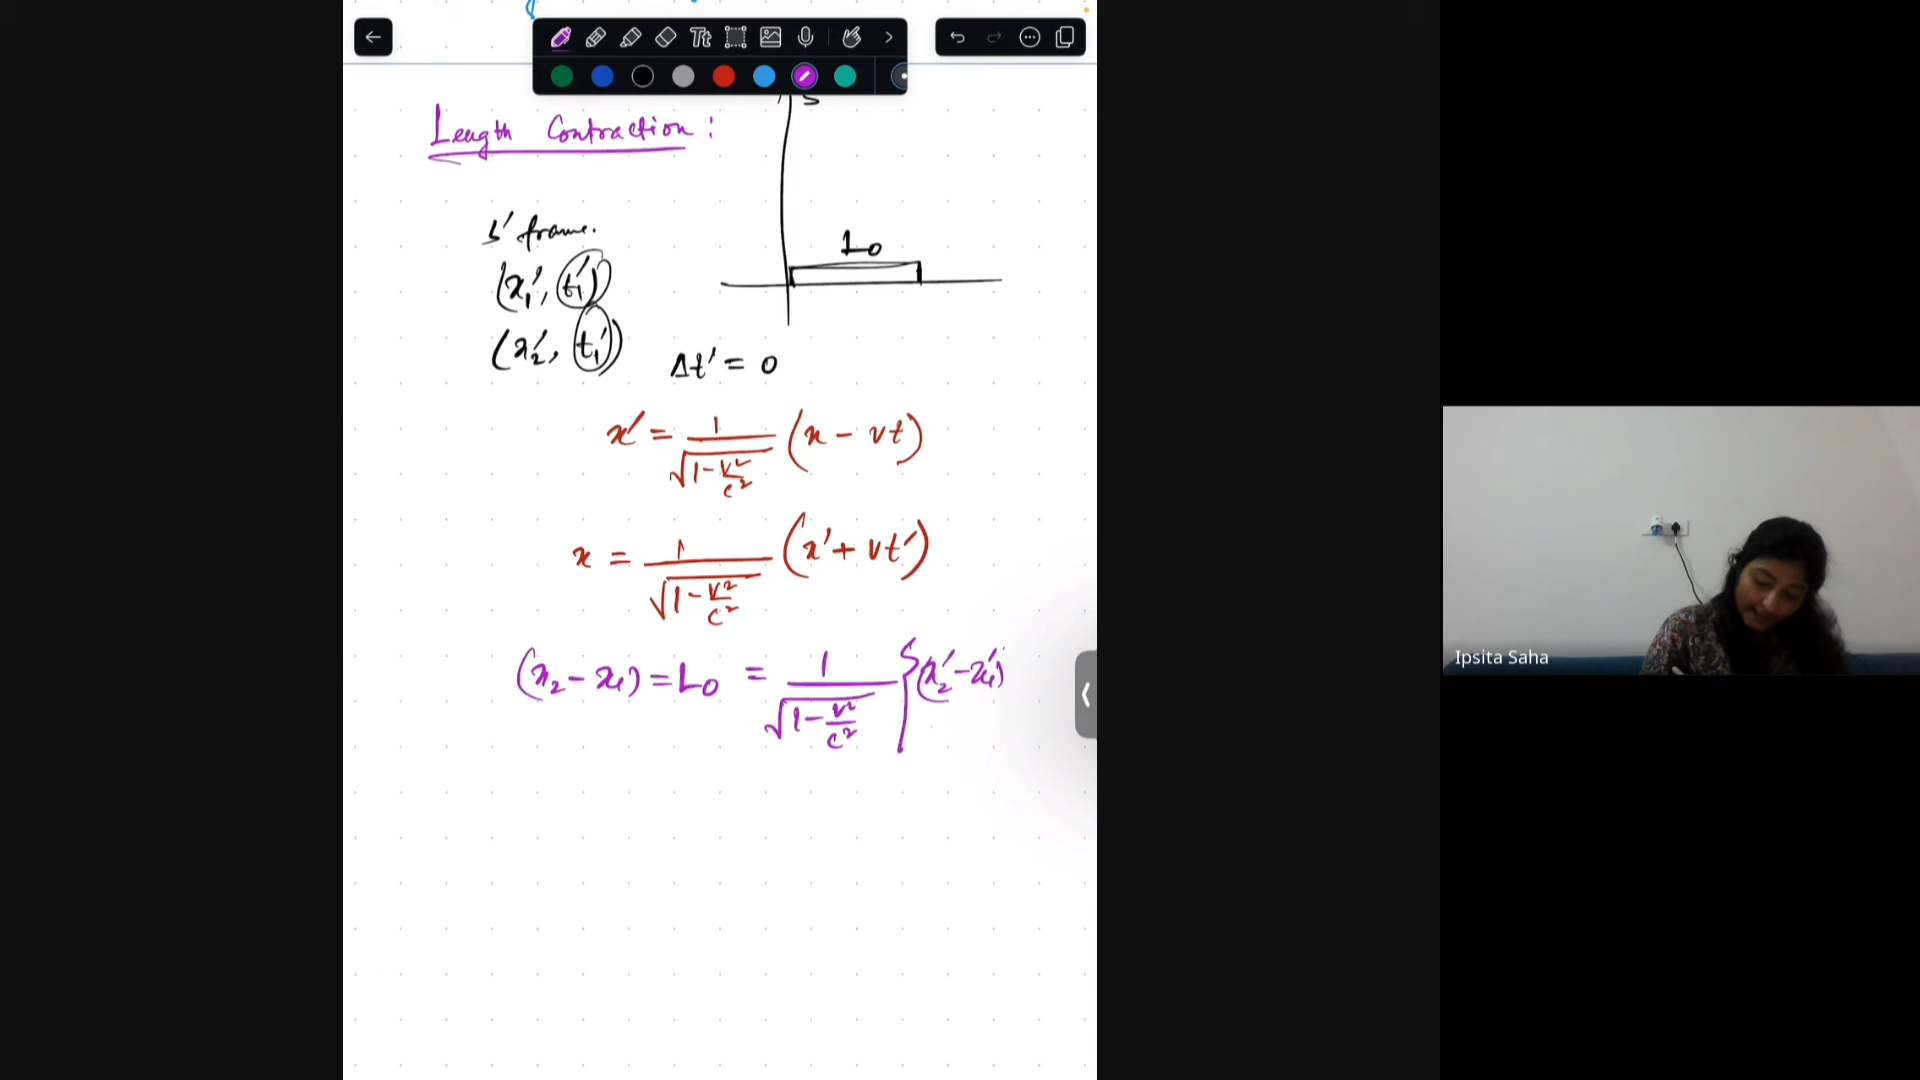 Tt
Length Contraction :
S
S' frame.
L₀
(x₁', t₁')
(x₂', t₁')
Δt' = 0
x' = 1/√(1-v²/c²) (x - vt)
x = 1/√(1-v²/c²) (x' + vt')
(x₂ - x₁) = L₀ = 1/√(1-v²/c²) {(x₂' - x₁')
Ipsita Saha